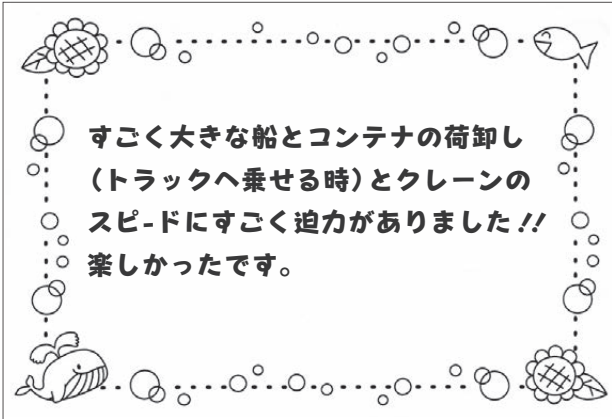 すごく大きな船とコンテナの荷卸し
（トラックへ乗せる時）とクレーンの
スピ-ドにすごく迫力がありました!!
楽しかったです。